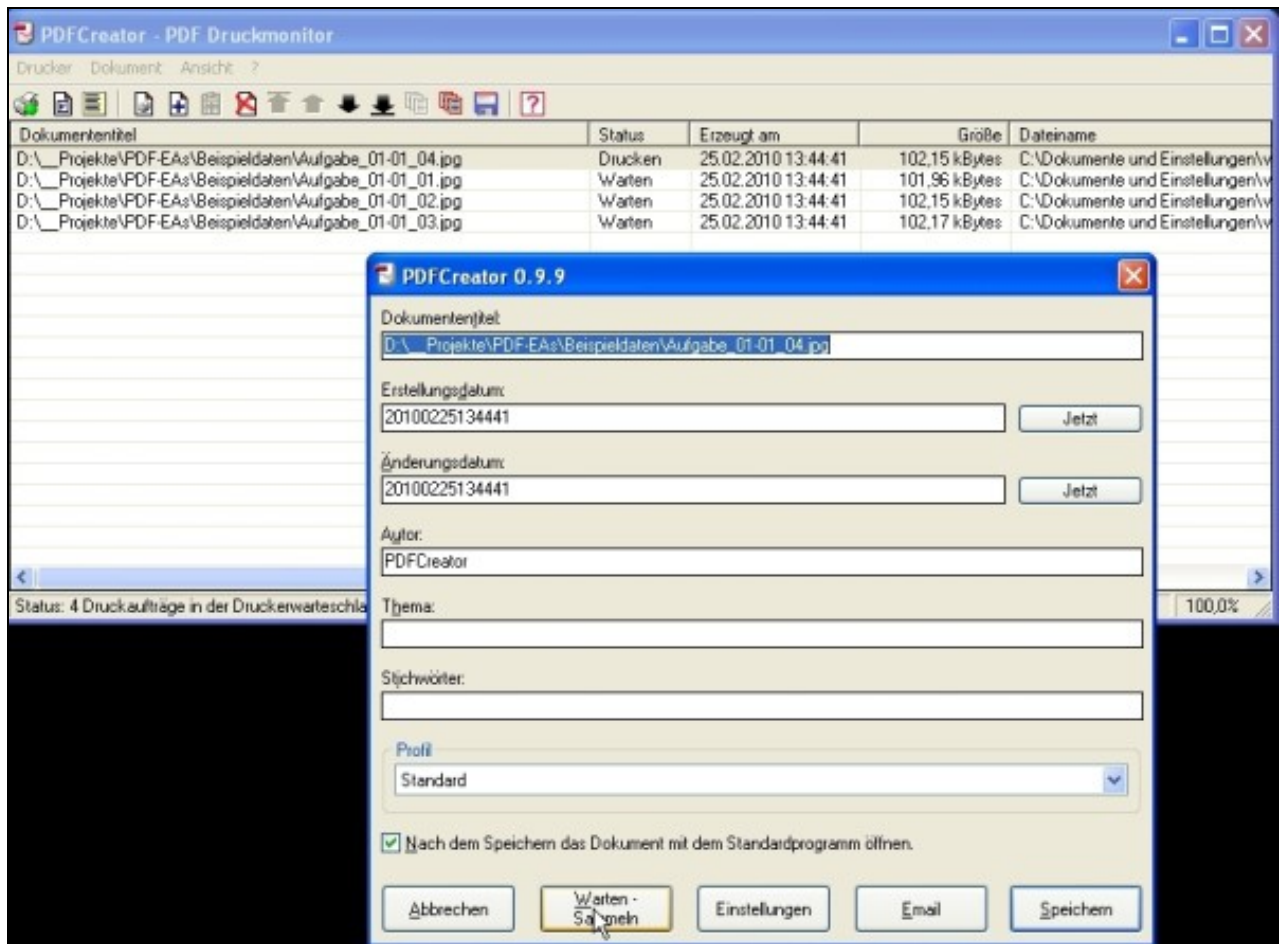 PDFCreator - PDF Druckmonitor
Drucker Dokument Ansicht ?
Dokumententitel Status Erzeugt am Größe Dateiname
D:\__Projekte\PDF-EAs\Beispieldaten\Aufgabe_01-01_04.jpg Drucken 25.02.2010 13:44:41 102,15 kBytes C:\Dokumente und Einstellungen\w
D:\__Projekte\PDF-EAs\Beispieldaten\Aufgabe_01-01_01.jpg Warten 25.02.2010 13:44:41 101,96 kBytes C:\Dokumente und Einstellungen\w
D:\__Projekte\PDF-EAs\Beispieldaten\Aufgabe_01-01_02.jpg Warten 25.02.2010 13:44:41 102,15 kBytes C:\Dokumente und Einstellungen\w
D:\__Projekte\PDF-EAs\Beispieldaten\Aufgabe_01-01_03.jpg Warten 25.02.2010 13:44:41 102,17 kBytes C:\Dokumente und Einstellungen\w
PDFCreator 0.9.9
Dokumententitel:
D:\__Projekte\PDF-EAs\Beispieldaten\Aufgabe_01-01_04.jpg
Erstellungsdatum:
20100225134441 Jetzt
Änderungsdatum:
20100225134441 Jetzt
Autor:
PDFCreator
Status: 4 Druckaufträge in der Druckerwarteschla 100,0%
Thema:
Stichwörter:
Profil
Standard
Nach dem Speichern das Dokument mit dem Standardprogramm öffnen.
Abbrechen Warten - Sammeln Einstellungen Email Speichern